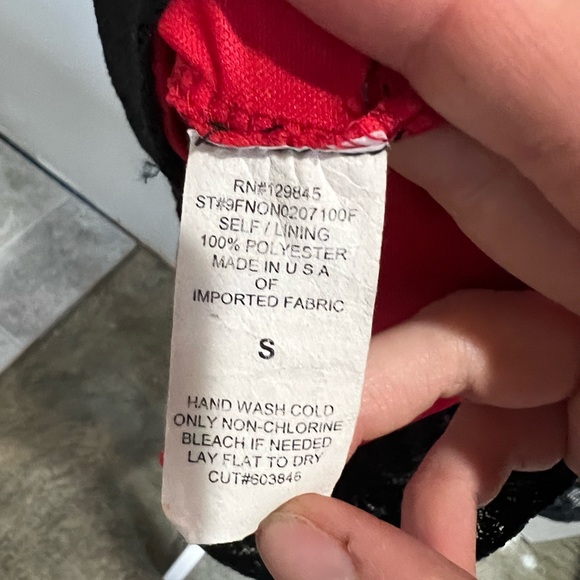 RN#129845
ST#9FNON0207100F
SELF / LINING
100% POLYESTER
MADE IN U S A
OF
IMPORTED FABRIC
S
HAND WASH COLD
ONLY NON-CHLORINE
BLEACH IF NEEDED
LAY FLAT TO DRY
CUT#603846